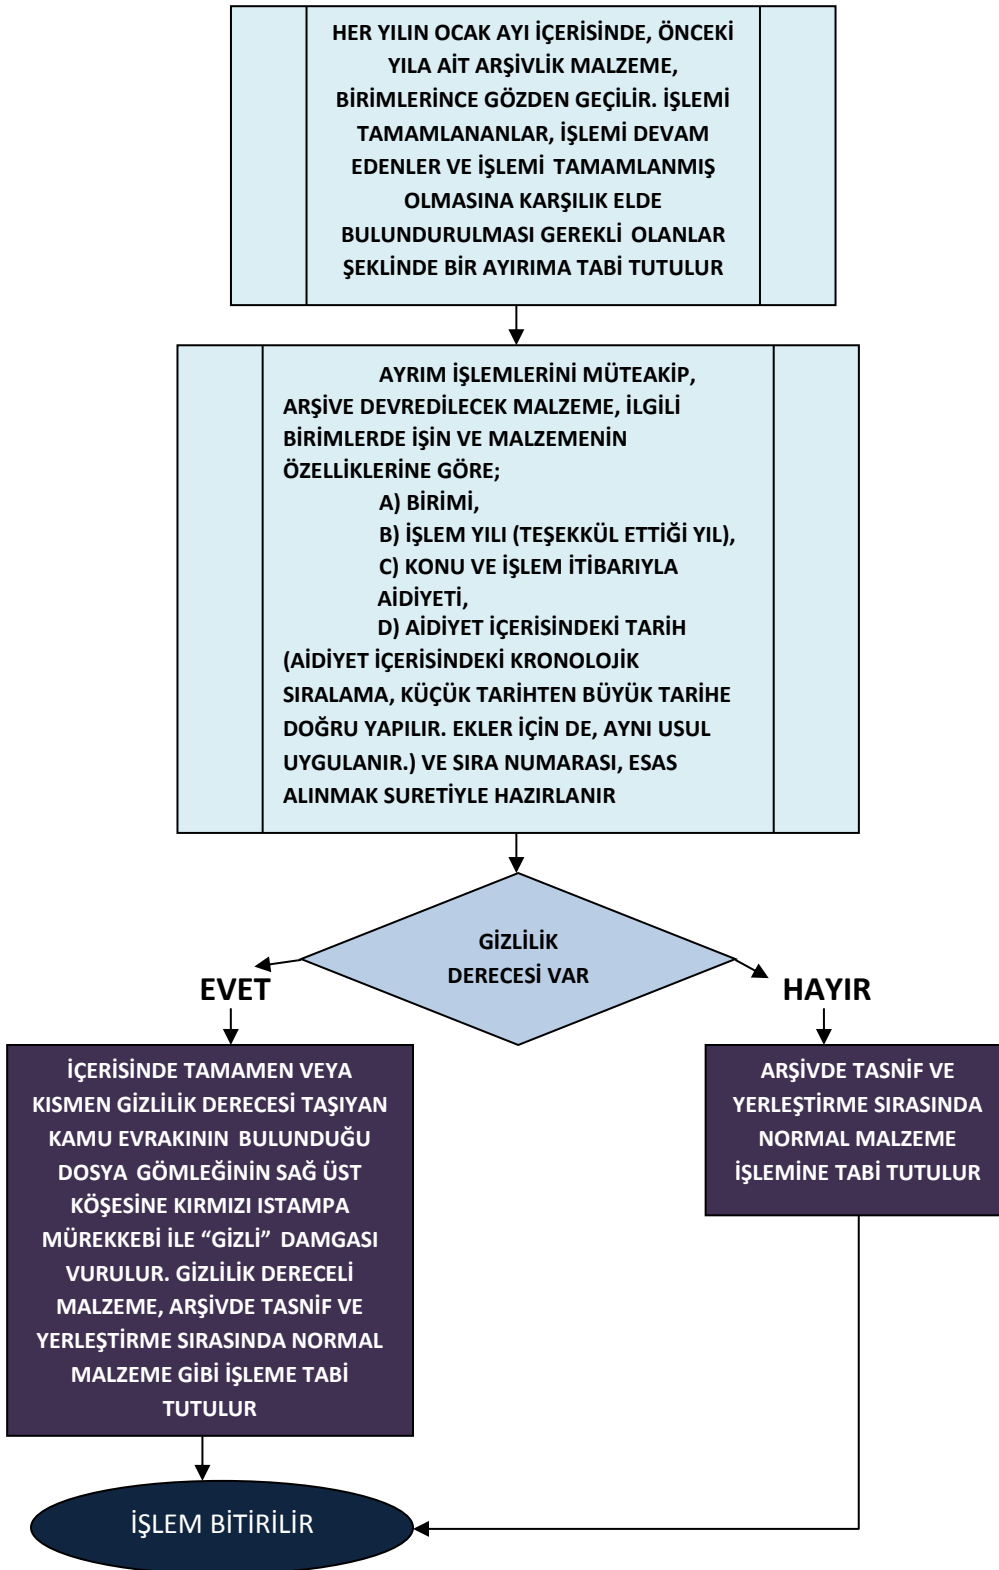 HER YILIN OCAK AYI İÇERİSİNDE, ÖNCEKİ
YILA AİT ARŞİVLİK MALZEME,
BİRİMLERİNCE GÖZDEN GEÇİLİR. İŞLEMİ
TAMAMLANANLAR, İŞLEMİ DEVAM
EDENLER VE İŞLEMİ TAMAMLANMIŞ
OLMASINA KARŞILIK ELDE
BULUNDURULMASI GEREKLİ OLANLAR
ŞEKLİNDE BİR AYIRIMA TABİ TUTULUR
AYRIM İŞLEMLERİNİ MÜTEAKİP,
ARŞİVE DEVREDİLECEK MALZEME, İLGİLİ
BİRİMLERDE İŞİN VE MALZEMENİN
ÖZELLİKLERİNE GÖRE;
A) BİRİMİ,
B) İŞLEM YILI (TEŞEKKÜL ETTİĞİ YIL),
C) KONU VE İŞLEM İTİBARIYLA
AİDİYETİ,
D) AİDİYET İÇERİSİNDEKİ TARİH
(AİDİYET İÇERİSİNDEKİ KRONOLOJİK
SIRALAMA, KÜÇÜK TARİHTEN BÜYÜK TARİHE
DOĞRU YAPILIR. EKLER İÇİN DE, AYNI USUL
UYGULANIR.) VE SIRA NUMARASI, ESAS
ALINMAK SURETİYLE HAZIRLANIR
GİZLİLİK
DERECESİ VAR
EVET
HAYIR
İÇERİSİNDE TAMAMEN VEYA
KISMEN GİZLİLİK DERECESİ TAŞIYAN
KAMU EVRAKININ BULUNDUĞU
DOSYA GÖMLEĞİNİN SAĞ ÜST
KÖŞESİNE KIRMIZI ISTAMPA
MÜREKKEBİ İLE “GİZLİ” DAMGASI
VURULUR. GİZLİLİK DERECELİ
MALZEME, ARŞİVDE TASNİF VE
YERLEŞTİRME SIRASINDA NORMAL
MALZEME GİBİ İŞLEME TABİ
TUTULUR
ARŞİVDE TASNİF VE
YERLEŞTİRME SIRASINDA
NORMAL MALZEME
İŞLEMİNE TABİ TUTULUR
İŞLEM BİTİRİLİR